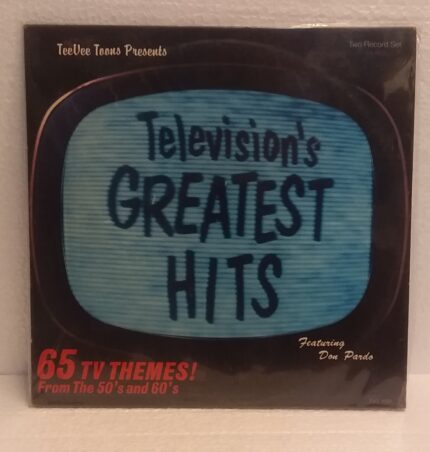 TeeVee Toons Presents
Two Record Set
Television's
GREATEST
HITS
Featuring
Don Pardo
65 TV THEMES!
From The 50's and 60's